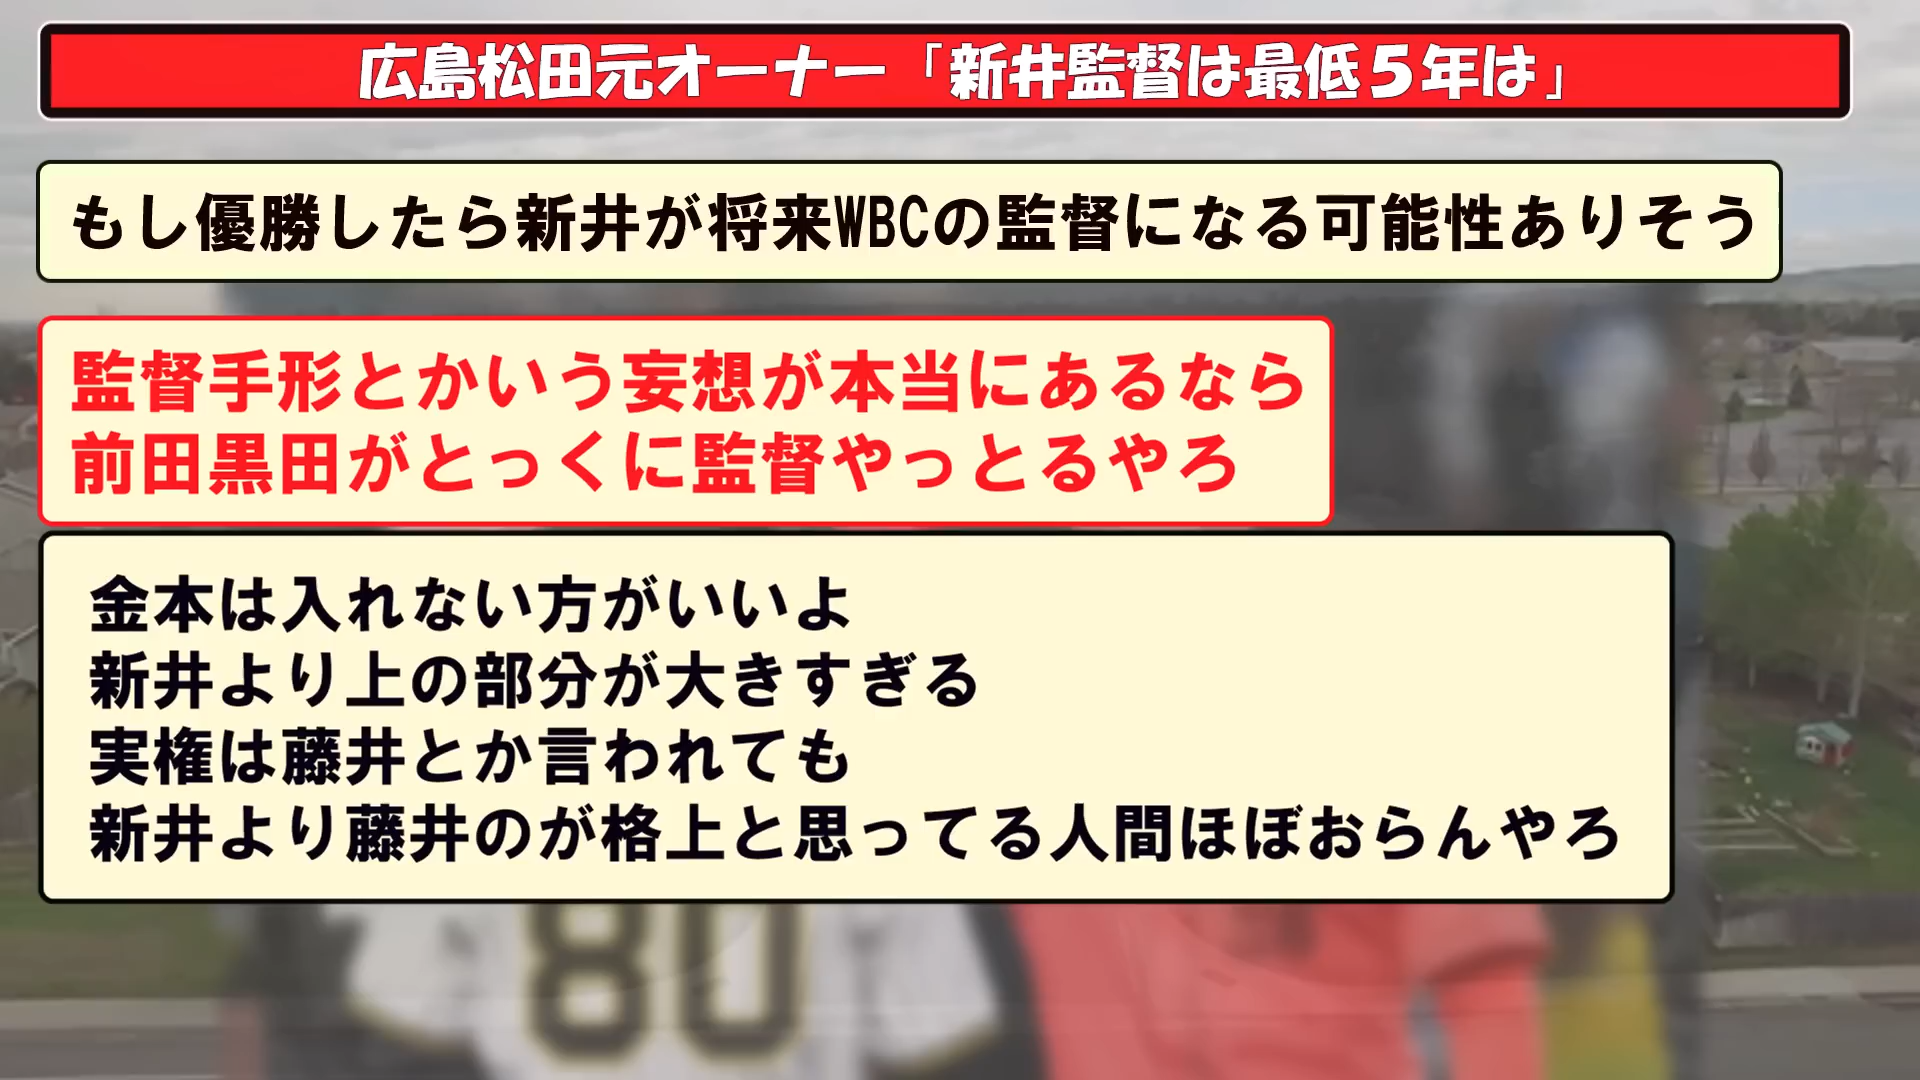 広島松田元オーナー「新井監督は最低５年は」
もし優勝したら新井が将来WBCの監督になる可能性ありそう
監督手形とかいう妄想が本当にあるなら
前田黒田がとっくに監督やっとるやろ
金本は入れない方がいいよ
新井より上の部分が大きすぎる
実権は藤井とか言われても
新井より藤井のが格上と思ってる人間ほぼおらんやろ
80